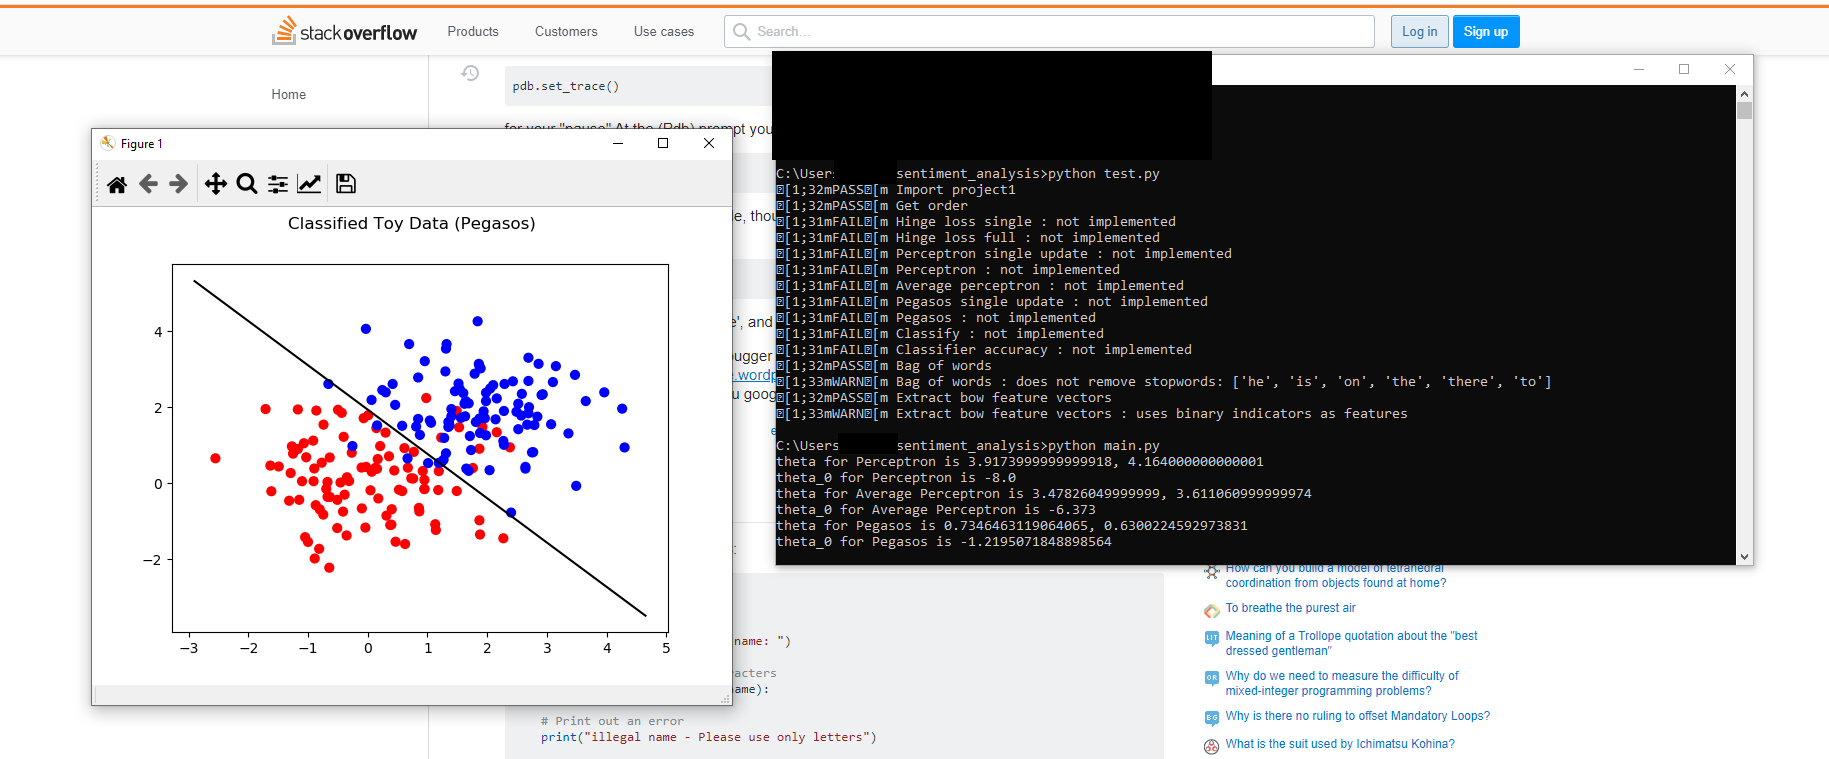 stackoverflow
Products
Customers
Use cases
Search...
Log in
Sign up
Home
pdb.set_trace()
for your "pause" At the (Pdb) prompt you
Figure 1
Classified Toy Data (Pegasos)
4
2
0
−2
−3
−2
−1
0
1
2
3
4
5
e, thou
e', and
ugger
e.wordp
u goog
e
:
name: ")
acters
ame):
# Print out an error
print("illegal name - Please use only letters")
C:\Users sentiment_analysis>python test.py
[1;32mPASS[m Import project1
[1;32mPASS[m Get order
[1;31mFAIL[m Hinge loss single : not implemented
[1;31mFAIL[m Hinge loss full : not implemented
[1;31mFAIL[m Perceptron single update : not implemented
[1;31mFAIL[m Perceptron : not implemented
[1;31mFAIL[m Average perceptron : not implemented
[1;31mFAIL[m Pegasos single update : not implemented
[1;31mFAIL[m Pegasos : not implemented
[1;31mFAIL[m Classify : not implemented
[1;31mFAIL[m Classifier accuracy : not implemented
[1;32mPASS[m Bag of words
[1;33mWARN[m Bag of words : does not remove stopwords: ['he', 'is', 'on', 'the', 'there', 'to']
[1;32mPASS[m Extract bow feature vectors
[1;33mWARN[m Extract bow feature vectors : uses binary indicators as features
C:\Users sentiment_analysis>python main.py
theta for Perceptron is 3.9173999999999918, 4.164000000000001
theta_0 for Perceptron is -8.0
theta for Average Perceptron is 3.47826049999999, 3.611060999999974
theta_0 for Average Perceptron is -6.373
theta for Pegasos is 0.7346463119064065, 0.6300224592973831
theta_0 for Pegasos is -1.2195071848898564
How can you build a model of tetrahedral
coordination from objects found at home?
To breathe the purest air
LIT
Meaning of a Trollope quotation about the "best
dressed gentleman"
OR
Why do we need to measure the difficulty of
mixed-integer programming problems?
BG
Why is there no ruling to offset Mandatory Loops?
What is the suit used by Ichimatsu Kohina?